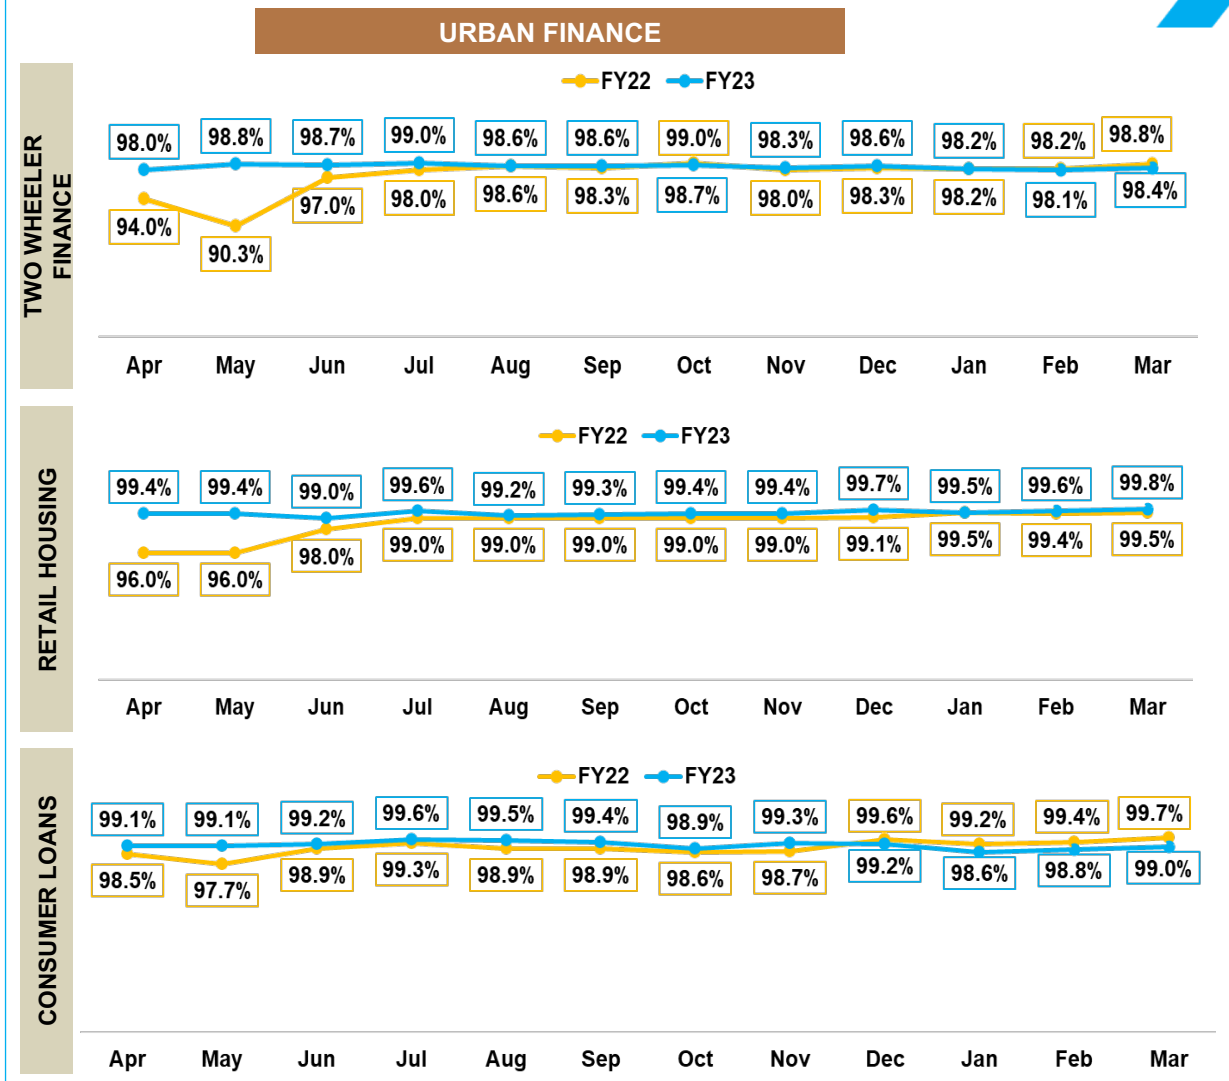 URBAN FINANCE
TWO WHEELER
FINANCE
FY22 FY23
98.0% 98.8% 98.7% 99.0% 98.6% 98.6% 99.0% 98.3% 98.6% 98.2% 98.2% 98.8%
94.0% 90.3% 97.0% 98.0% 98.6% 98.3% 98.7% 98.0% 98.3% 98.2% 98.1% 98.4%
Apr May Jun Jul Aug Sep Oct Nov Dec Jan Feb Mar
RETAIL HOUSING
FY22 FY23
99.4% 99.4% 99.0% 99.6% 99.2% 99.3% 99.4% 99.4% 99.7% 99.5% 99.6% 99.8%
96.0% 96.0% 98.0% 99.0% 99.0% 99.0% 99.0% 99.0% 99.1% 99.5% 99.4% 99.5%
Apr May Jun Jul Aug Sep Oct Nov Dec Jan Feb Mar
CONSUMER LOANS
FY22 FY23
99.1% 99.1% 99.2% 99.6% 99.5% 99.4% 98.9% 99.3% 99.6% 99.2% 99.4% 99.7%
98.5% 97.7% 98.9% 99.3% 98.9% 98.9% 98.6% 98.7% 99.2% 98.6% 98.8% 99.0%
Apr May Jun Jul Aug Sep Oct Nov Dec Jan Feb Mar